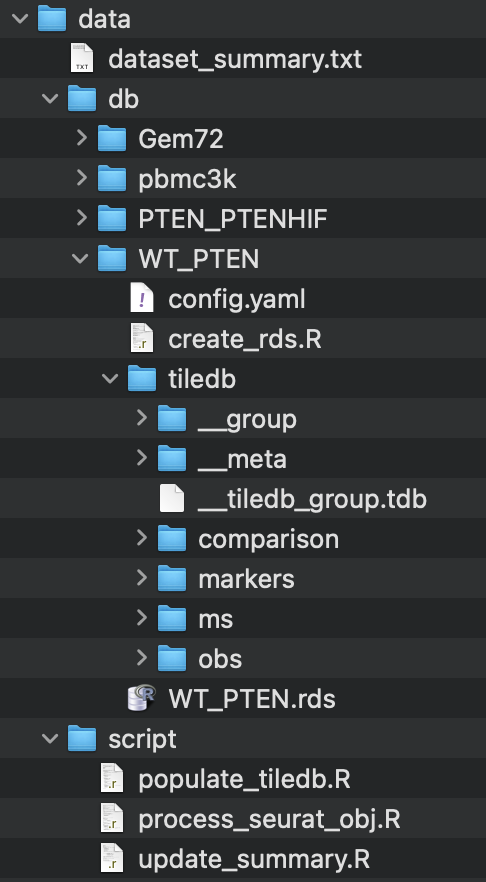 data
TXT
dataset_summary.txt
db
Gem72
pbmc3k
PTEN_PTENHIF
WT_PTEN
!
config.yaml
.r
create_rds.R
tiledb
__group
__meta
__tiledb_group.tdb
comparison
markers
ms
obs
R
WT_PTEN.rds
script
.r
populate_tiledb.R
.r
process_seurat_obj.R
.r
update_summary.R